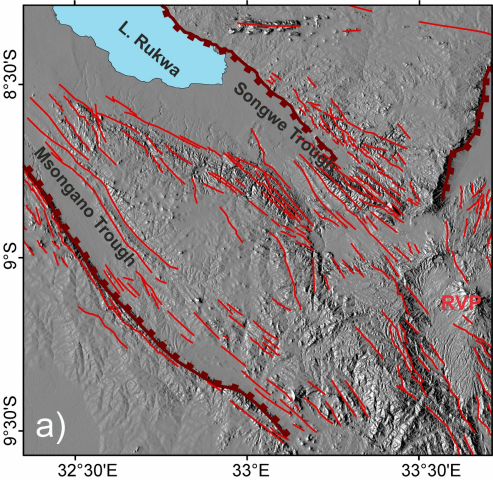 L. Rukwa
8°30'S
Songwe Trough
Msongano Trough
9°S
RVP
9°30'S
a)
32°30'E
33°E
33°30'E